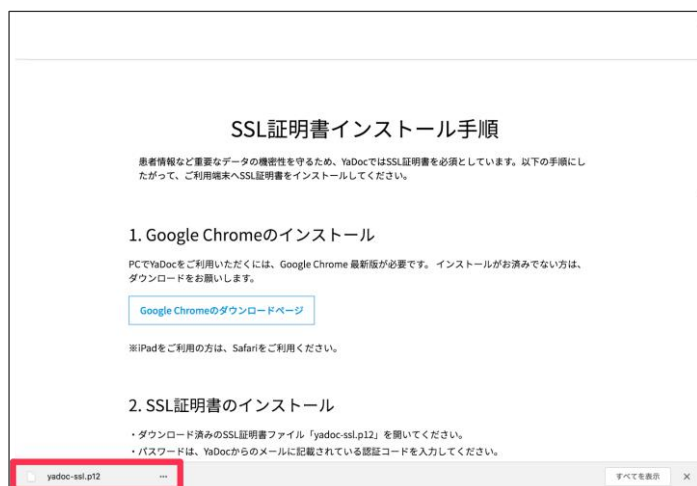 SSL証明書インストール手順
患者情報など重要なデータの機密性を守るため、YaDocではSSL証明書を必須としています。以下の手順にし
たがって、ご利用端末へSSL証明書をインストールしてください。
1. Google Chromeのインストール
PCでYaDocをご利用いただくには、Google Chrome 最新版が必要です。 インストールがお済みでない方は、
ダウンロードをお願いします。
Google Chromeのダウンロードページ
※iPadをご利用の方は、Safariをご利用ください。
2. SSL証明書のインストール
・ダウンロード済みのSSL証明書ファイル「yadoc-ssl.p12」を開いてください。
・パスワードは、YaDocからのメールに記載されている認証コードを入力してください。
yadoc-ssl.p12
すべてを表示